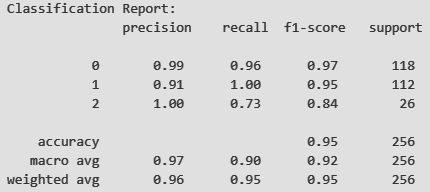 Classification Report:
precision recall f1-score support
0 0.99 0.96 0.97 118
1 0.91 1.00 0.95 112
2 1.00 0.73 0.84 26
accuracy 0.95 256
macro avg 0.97 0.90 0.92 256
weighted avg 0.96 0.95 0.95 256